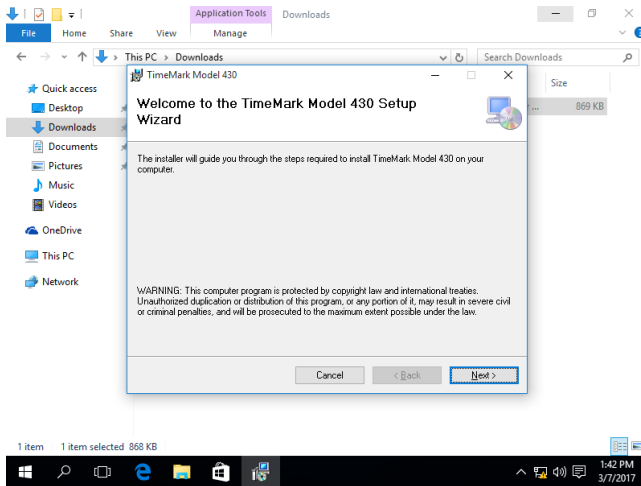 Application Tools Downloads
File Home Share View Manage
This PC > Downloads Search Downloads
TimeMark Model 430
Size
Welcome to the TimeMark Model 430 Setup
Wizard
... 869 KB
Quick access
Desktop
Downloads
Documents
Pictures
Music
Videos
OneDrive
This PC
Network
The installer will guide you through the steps required to install TimeMark Model 430 on your
computer.
WARNING: This computer program is protected by copyright law and international treaties.
Unauthorized duplication or distribution of this program, or any portion of it, may result in severe civil
or criminal penalties, and will be prosecuted to the maximum extent possible under the law.
Cancel < Back Next >
1 item 1 item selected 868 KB
1:42 PM
3/7/2017